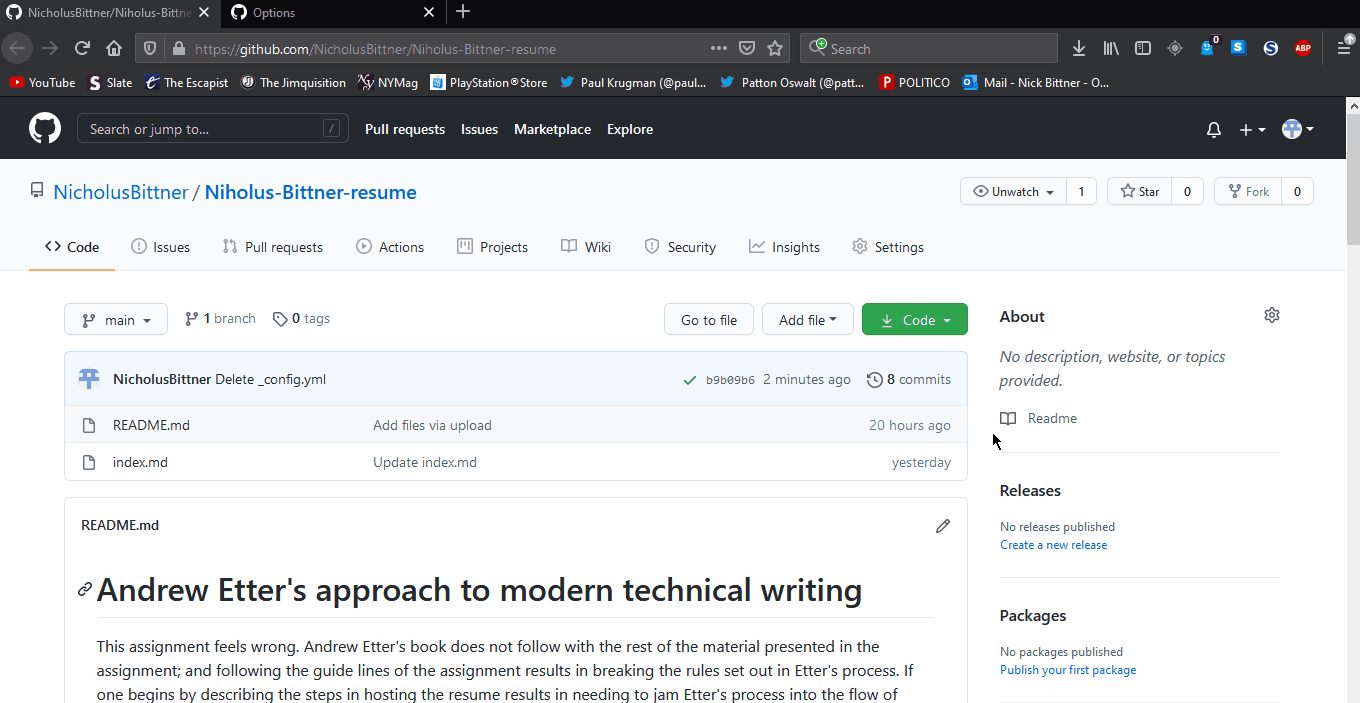 NicholusBittner/Niholus-Bittne
Options
https://github.com/NicholusBittner/Niholus-Bittner-resume
Search
0
S
S
ABP
YouTube
Slate
The Escapist
The Jimquisition
NYMag
PlayStation®Store
Paul Krugman (@paul...
Patton Oswalt (@patt...
POLITICO
Mail - Nick Bittner - O...
Search or jump to... /
Pull requests
Issues
Marketplace
Explore
NicholusBittner / Niholus-Bittner-resume
Unwatch 1
Star 0
Fork 0
Code
Issues
Pull requests
Actions
Projects
Wiki
Security
Insights
Settings
main
1 branch
0 tags
Go to file
Add file
Code
NicholusBittner Delete _config.yml
b9b09b6 2 minutes ago
8 commits
README.md Add files via upload 20 hours ago
index.md Update index.md yesterday
README.md
Andrew Etter's approach to modern technical writing
This assignment feels wrong. Andrew Etter's book does not follow with the rest of the material presented in the
assignment; and following the guide lines of the assignment results in breaking the rules set out in Etter's process. If
one begins by describing the steps in hosting the resume results in needing to jam Etter's process into the flow of
About
No description, website, or topics
provided.
Readme
Releases
No releases published
Create a new release
Packages
No packages published
Publish your first package